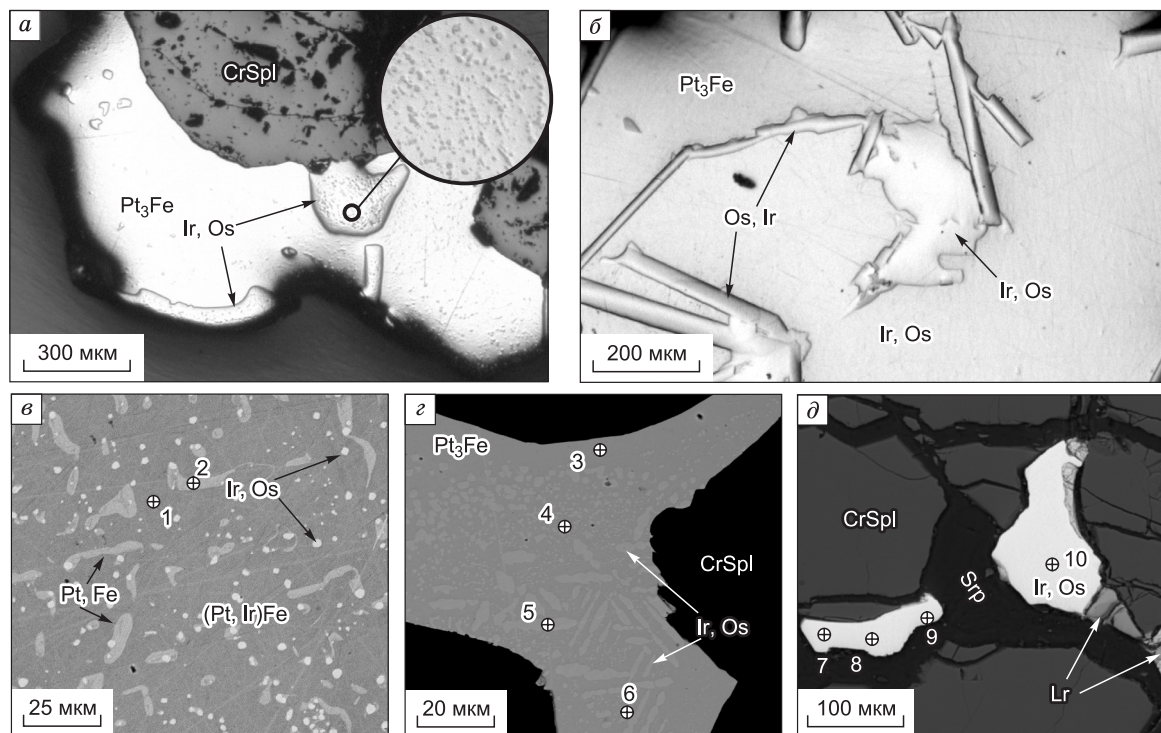 а
CrSpl
Pt₃Fe
Ir, Os
300 мкм
б
Pt₃Fe
Os, Ir
Ir, Os
Ir, Os
200 мкм
в
2
Ir, Os
1
Pt, Fe
(Pt, Ir)Fe
25 мкм
г
Pt₃Fe
3
4
CrSpl
5
Ir, Os
6
20 мкм
д
CrSpl
Srp
10
Ir, Os
9
7
8
Lr
100 мкм